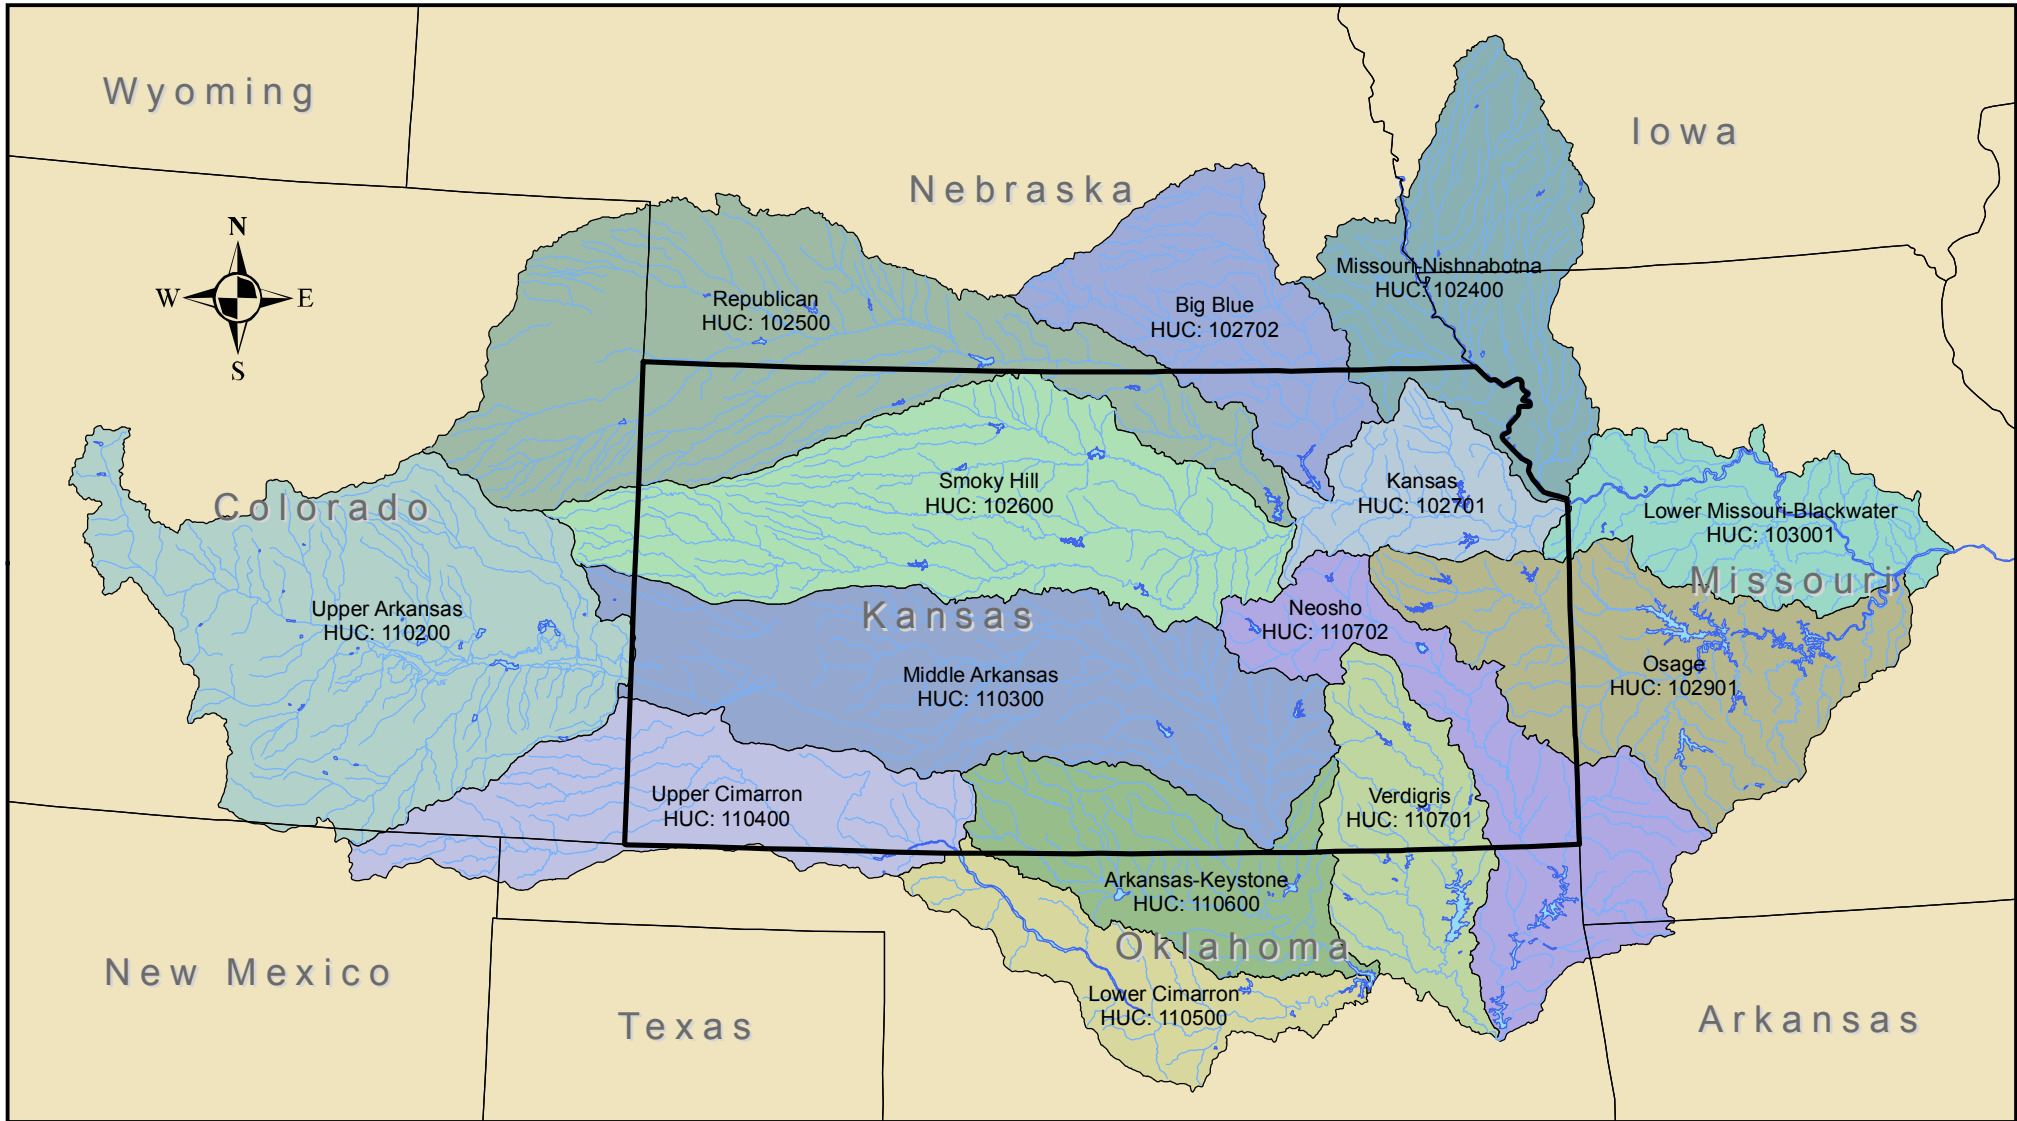 Wyoming
Iowa
Nebraska
N
W
E
S
Missouri-Nishnabotna
HUC: 102400
Republican
HUC: 102500
Big Blue
HUC: 102702
Smoky Hill
HUC: 102600
Kansas
HUC: 102701
Colorado
Lower Missouri-Blackwater
HUC: 103001
Missouri
Upper Arkansas
HUC: 110200
Kansas
Neosho
HUC: 110702
Middle Arkansas
HUC: 110300
Osage
HUC: 102901
Upper Cimarron
HUC: 110400
Verdigris
HUC: 110701
Arkansas-Keystone
HUC: 110600
Oklahoma
New Mexico
Lower Cimarron
HUC: 110500
Texas
Arkansas